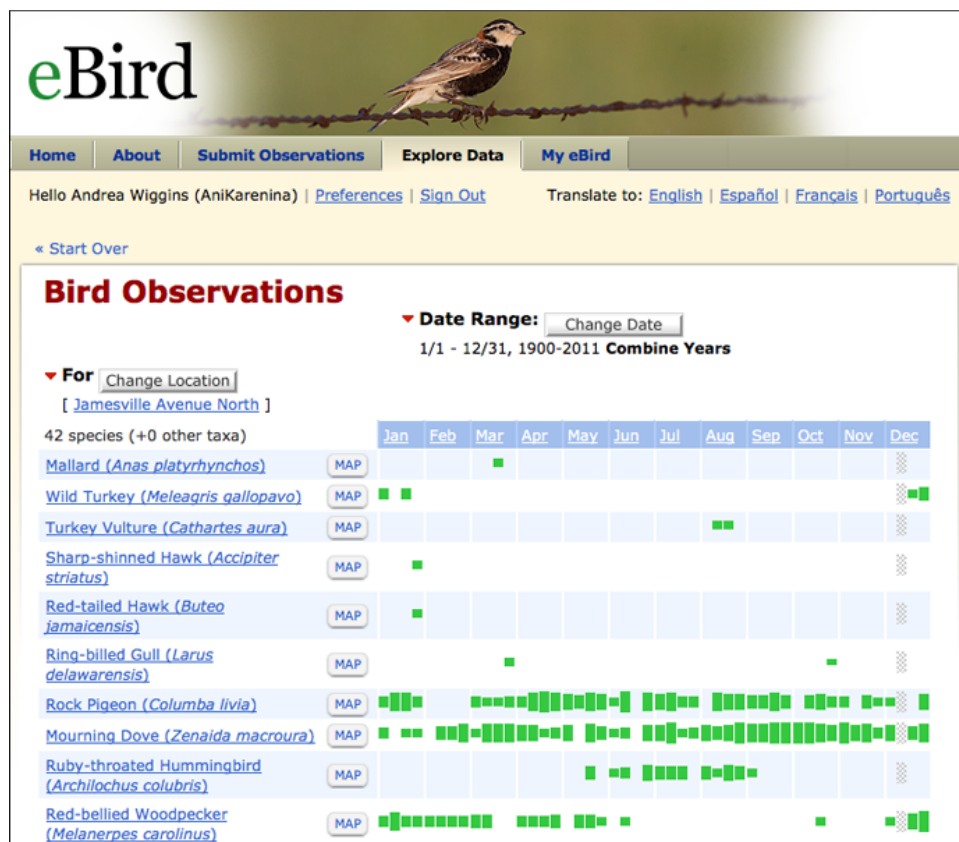 eBird
Home About Submit Observations Explore Data My eBird
Hello Andrea Wiggins (AniKarenina) | Preferences | Sign Out Translate to: English | Español | Français | Português
« Start Over
Bird Observations
Date Range: Change Date
1/1 - 12/31, 1900-2011 Combine Years
For Change Location
[ Jamesville Avenue North ]
42 species (+0 other taxa) Jan Feb Mar Apr May Jun Jul Aug Sep Oct Nov Dec
Mallard (Anas platyrhynchos) MAP
Wild Turkey (Meleagris gallopavo) MAP
Turkey Vulture (Cathartes aura) MAP
Sharp-shinned Hawk (Accipiter
striatus) MAP
Red-tailed Hawk (Buteo
jamaicensis) MAP
Ring-billed Gull (Larus
delawarensis) MAP
Rock Pigeon (Columba livia) MAP
Mourning Dove (Zenaida macroura) MAP
Ruby-throated Hummingbird
(Archilochus colubris) MAP
Red-bellied Woodpecker
(Melanerpes carolinus) MAP